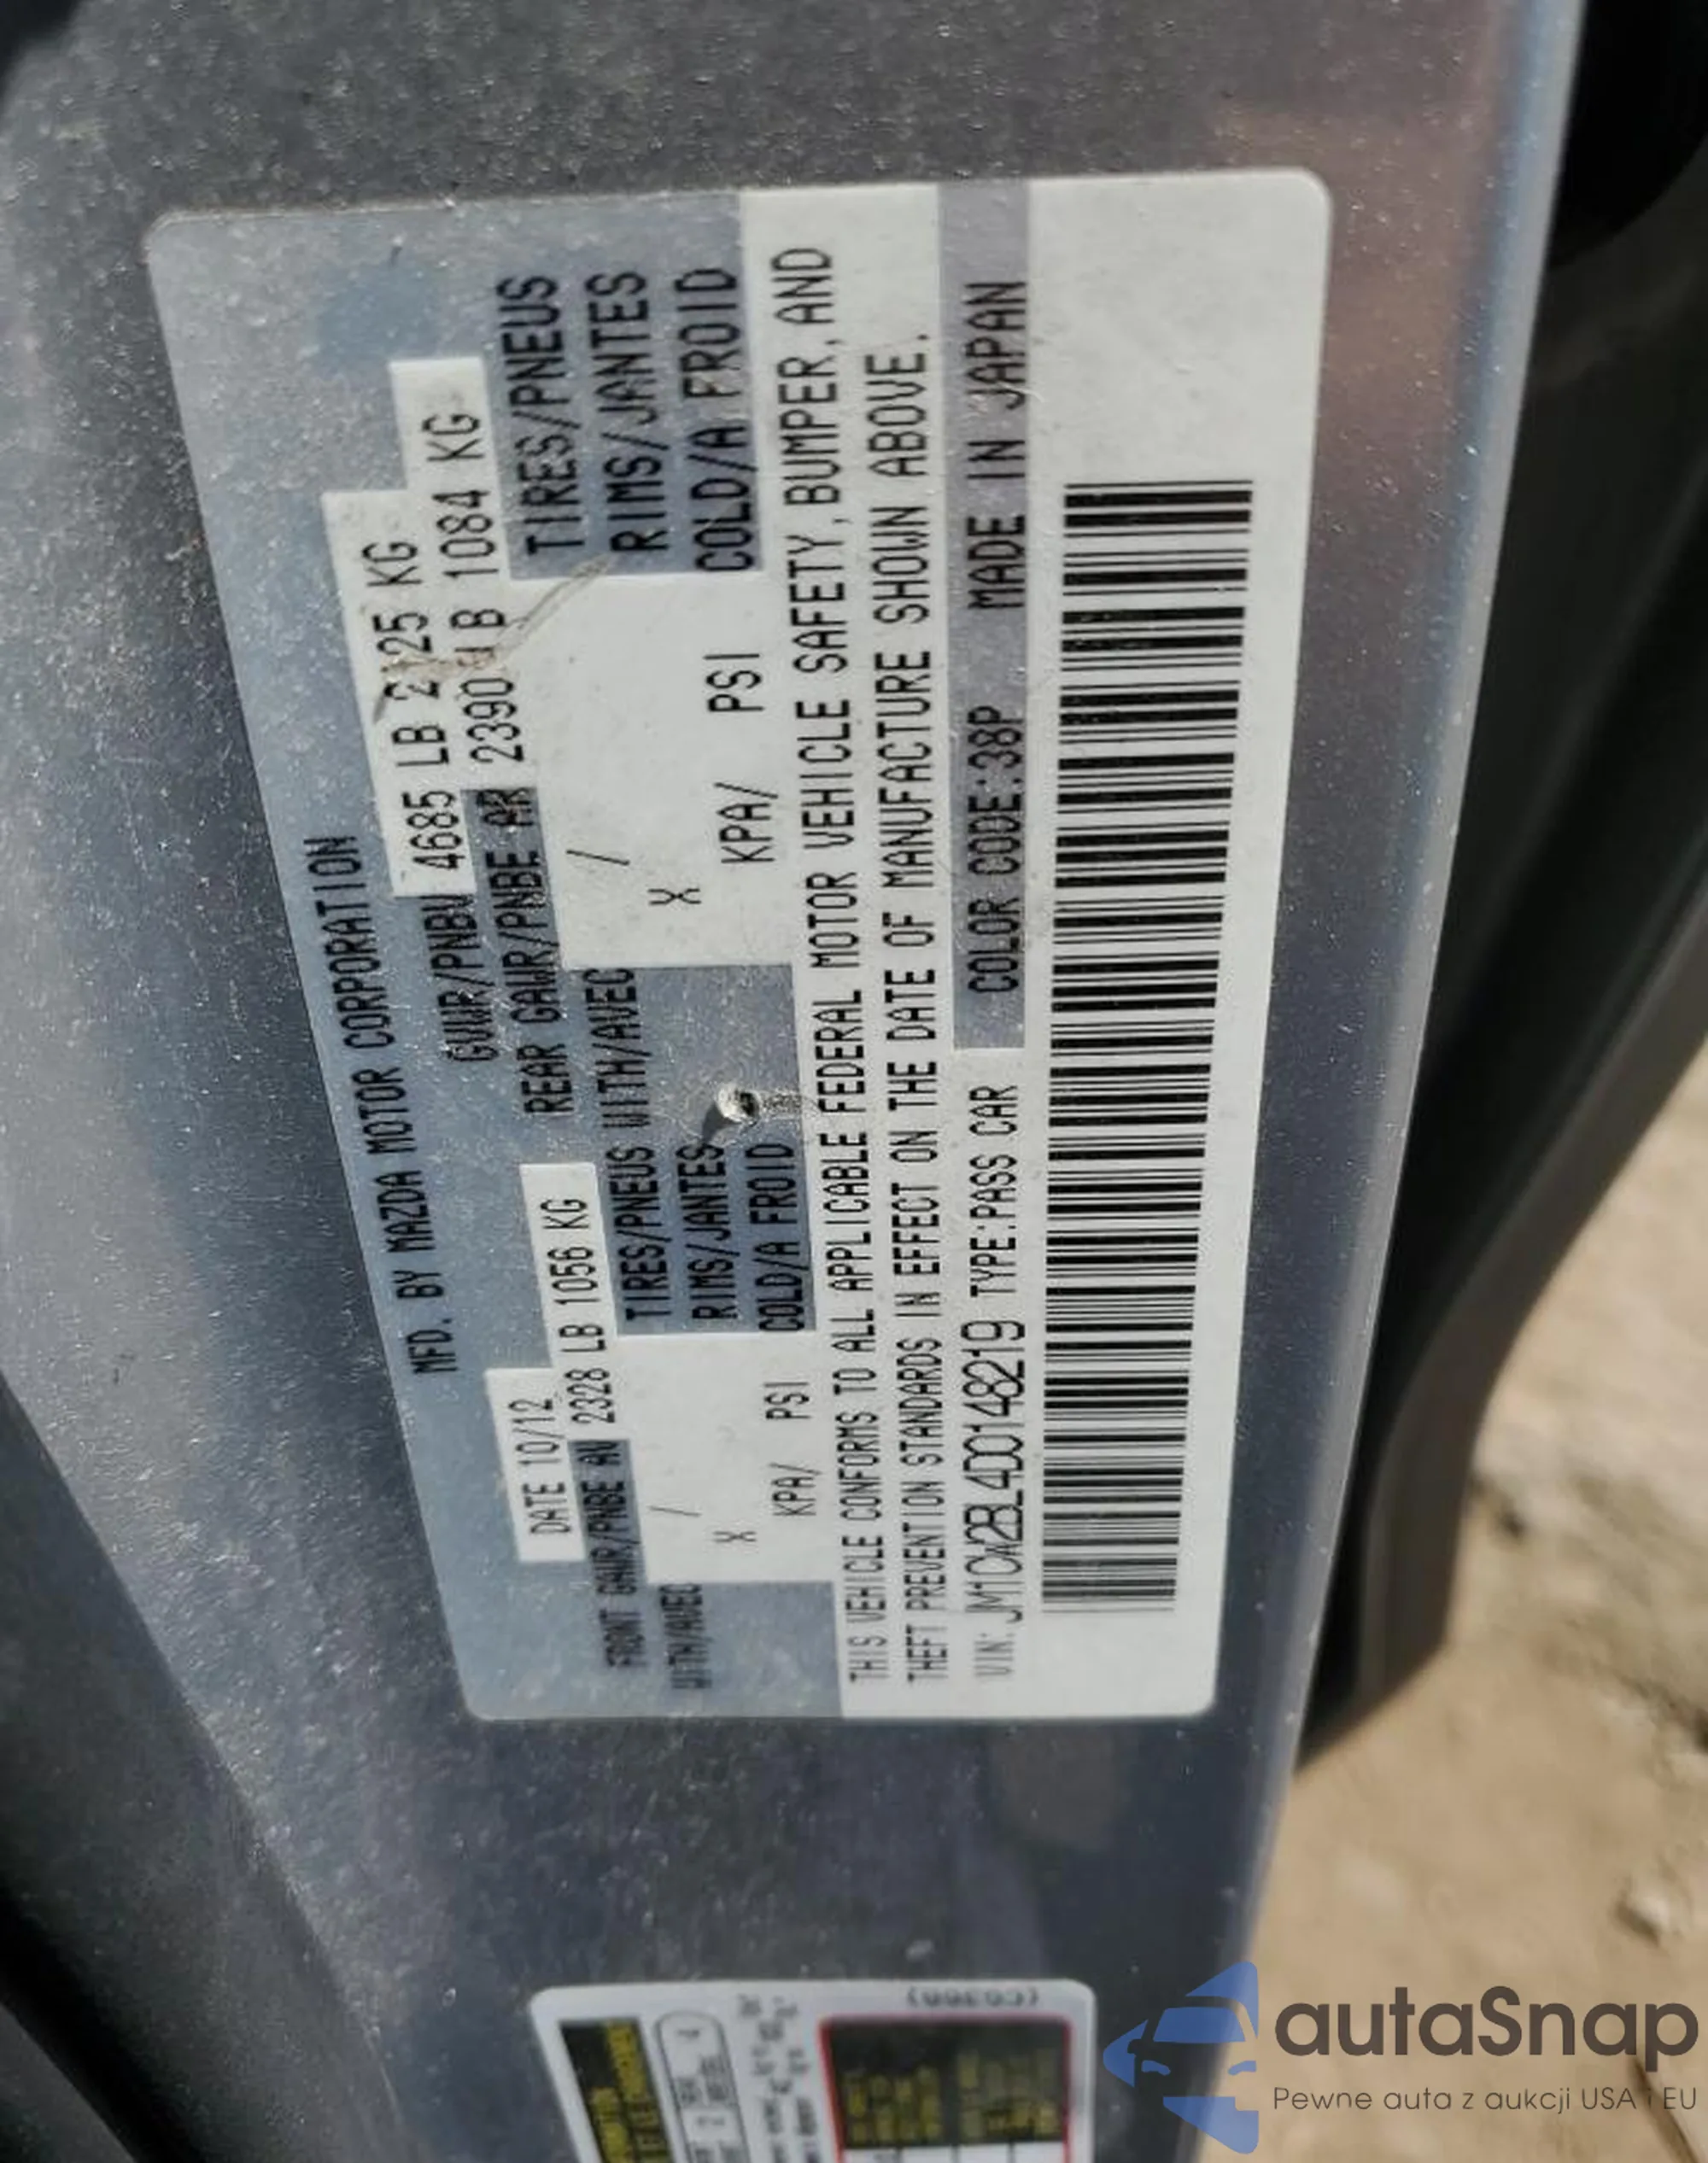 MFD. BY MAZDA MOTOR CORPORATION
DATE 10/12
GVWR/PNBV 4685 LB 2125 KG
FRONT GAWR/PNBE AV 2328 LB 1056 KG
REAR GAWR/PNBE AR 2390 LB 1084 KG
WITH/AVEC / TIRES/PNEUS WITH/AVEC / TIRES/PNEUS
X RIMS/JANTES X RIMS/JANTES
KPA/ PSI COLD/A FROID KPA/ PSI COLD/A FROID
THIS VEHICLE CONFORMS TO ALL APPLICABLE FEDERAL MOTOR VEHICLE SAFETY, BUMPER, AND
THEFT PREVENTION STANDARDS IN EFFECT ON THE DATE OF MANUFACTURE SHOWN ABOVE.
VIN: JM1CW2BL4D0148219 TYPE:PASS CAR COLOR CODE:38P MADE IN JAPAN
autaSnap
Pewne auta z aukcji USA i EU